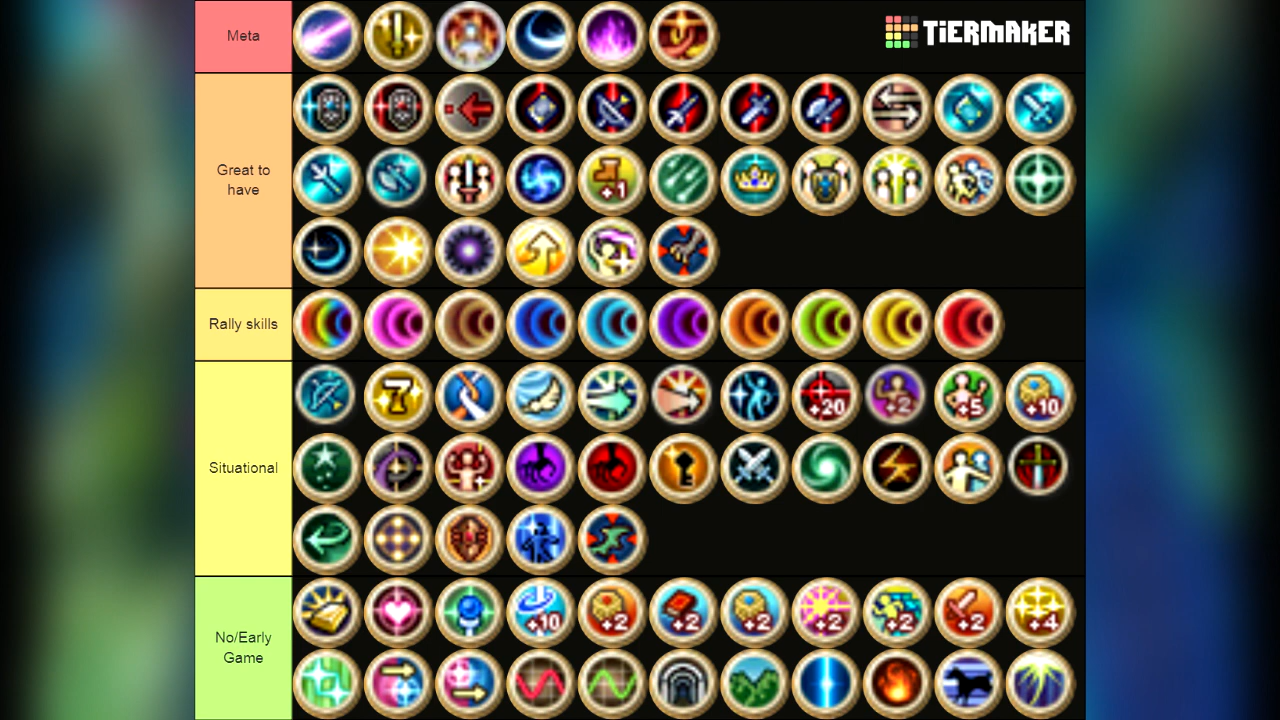 Meta
TiERMAKER
Great to
have
+1
Rally skills
7
+20
+2
+5
+10
Situational
No/Early
Game
+10
+2
+2
+2
+2
+2
+2
+4